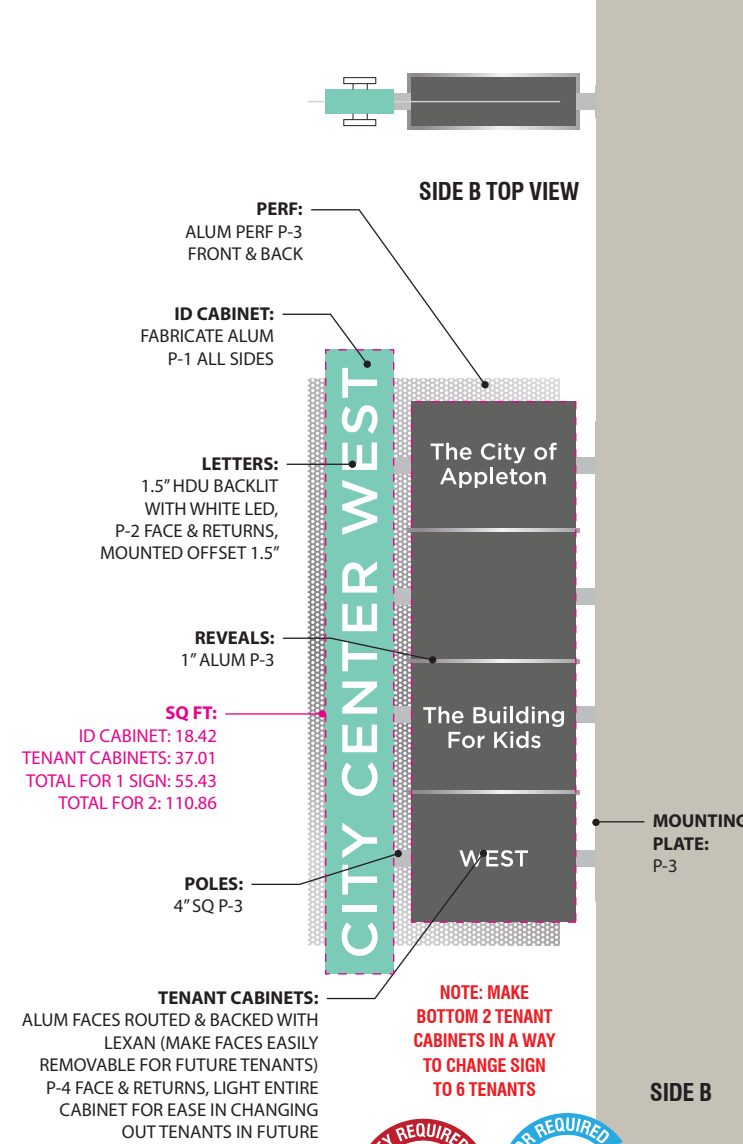 SIDE B TOP VIEW
PERF:
ALUM PERF P-3
FRONT & BACK
ID CABINET:
FABRICATE ALUM
P-1 ALL SIDES
LETTERS:
1.5" HDU BACKLIT
WITH WHITE LED,
P-2 FACE & RETURNS,
MOUNTED OFFSET 1.5"
REVEALS:
1" ALUM P-3
SQ FT:
ID CABINET: 18.42
TENANT CABINETS: 37.01
TOTAL FOR 1 SIGN: 55.43
TOTAL FOR 2: 110.86
POLES:
4" SQ P-3
TENANT CABINETS:
ALUM FACES ROUTED & BACKED WITH
LEXAN (MAKE FACES EASILY
REMOVABLE FOR FUTURE TENANTS)
P-4 FACE & RETURNS, LIGHT ENTIRE
CABINET FOR EASE IN CHANGING
OUT TENANTS IN FUTURE
CITY CENTER WEST
The City of
Appleton
The Building
For Kids
WEST
MOUNTING
PLATE:
P-3
NOTE: MAKE
BOTTOM 2 TENANT
CABINETS IN A WAY
TO CHANGE SIGN
TO 6 TENANTS
SIDE B
REQUIRED
REQUIRED